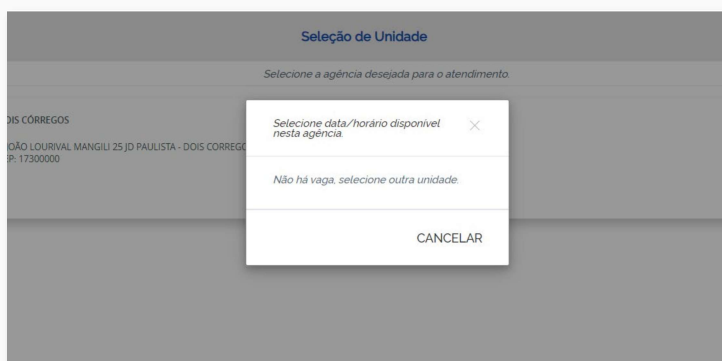 Seleção de Unidade
Selecione a agência desejada para o atendimento.
OIS CÓRREGOS
OÃO LOURIVAL MANGILI 25 JD PAULISTA - DOIS CORREGO
EP: 17300000
Selecione data/horário disponível
nesta agência.
Não há vaga, selecione outra unidade.
CANCELAR